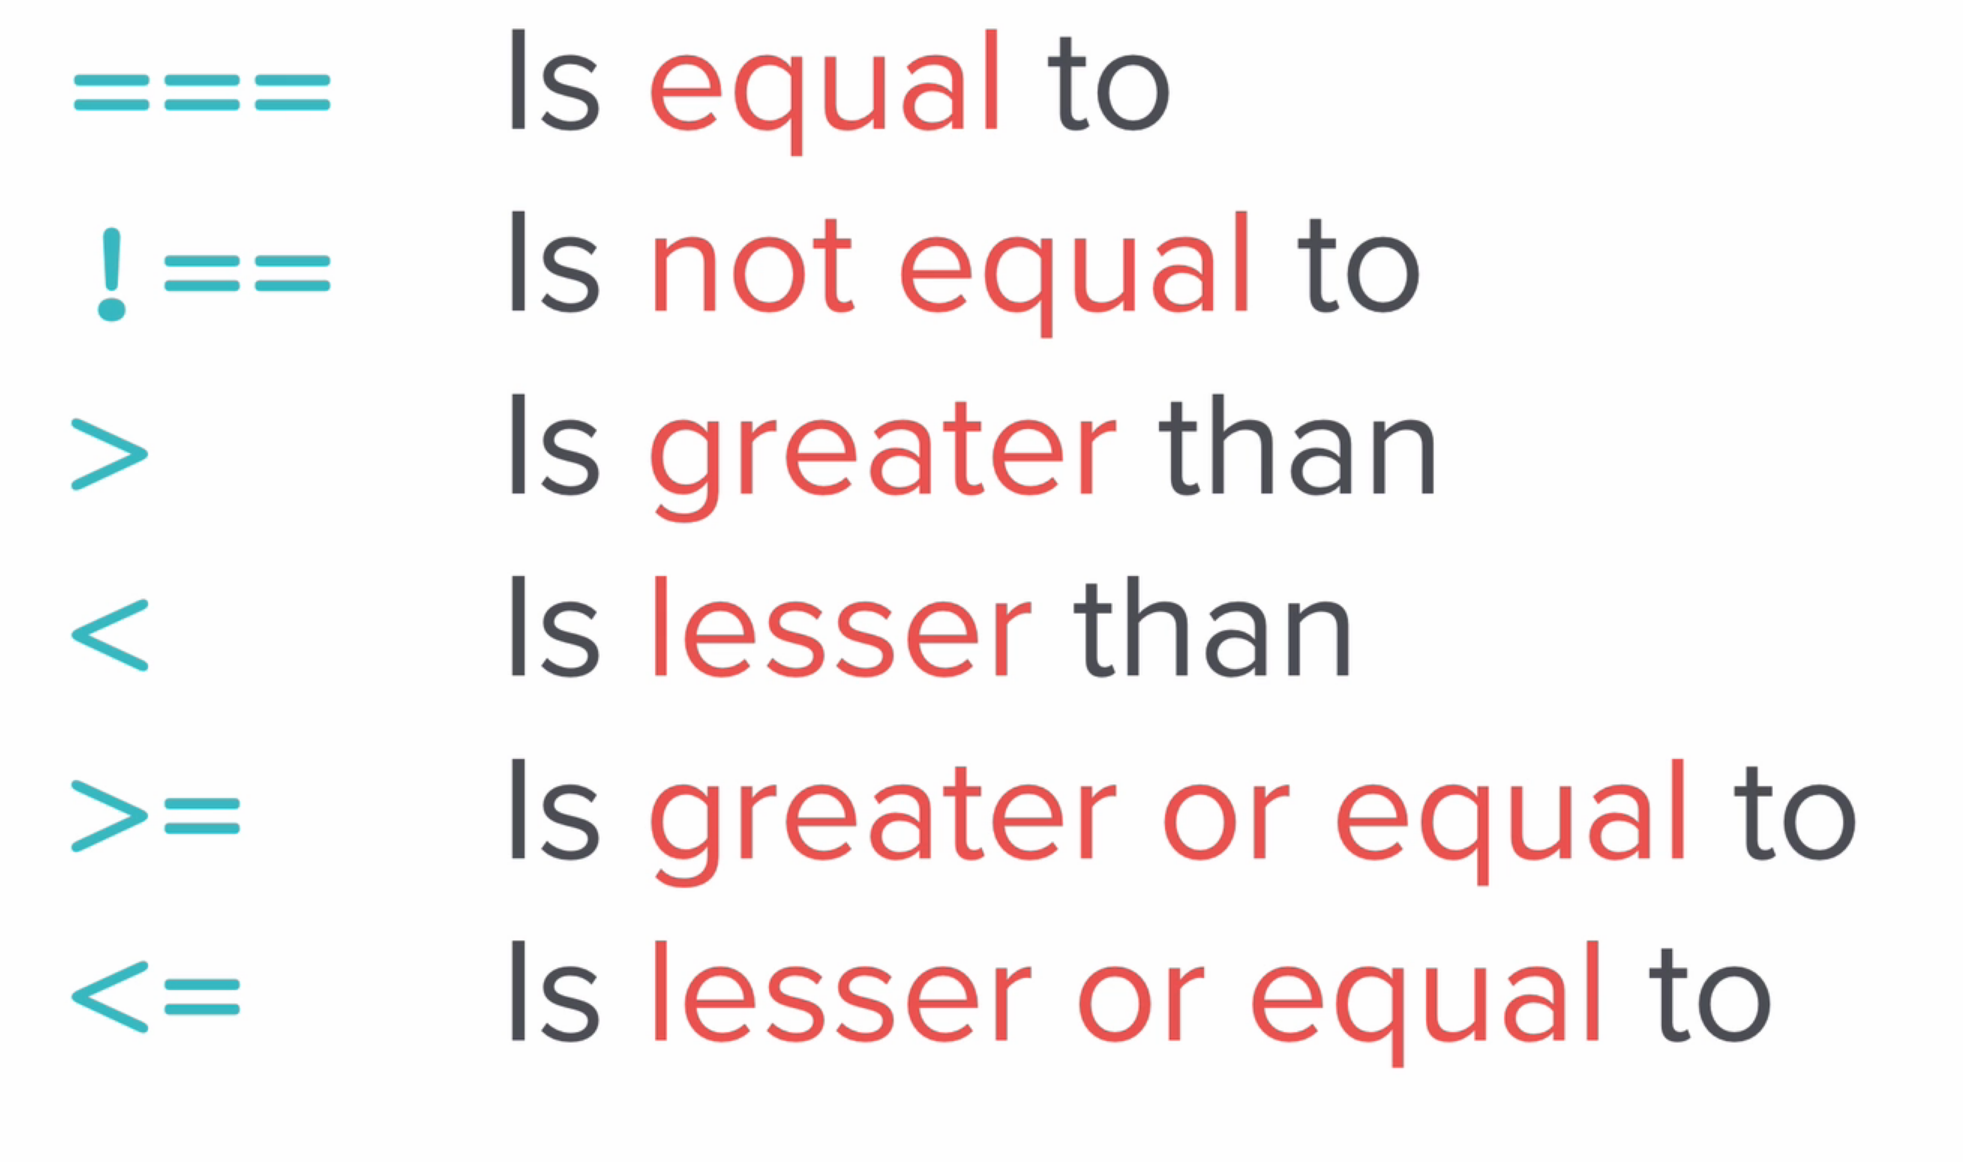 === Is equal to
!== Is not equal to
> Is greater than
< Is lesser than
>= Is greater or equal to
<= Is lesser or equal to